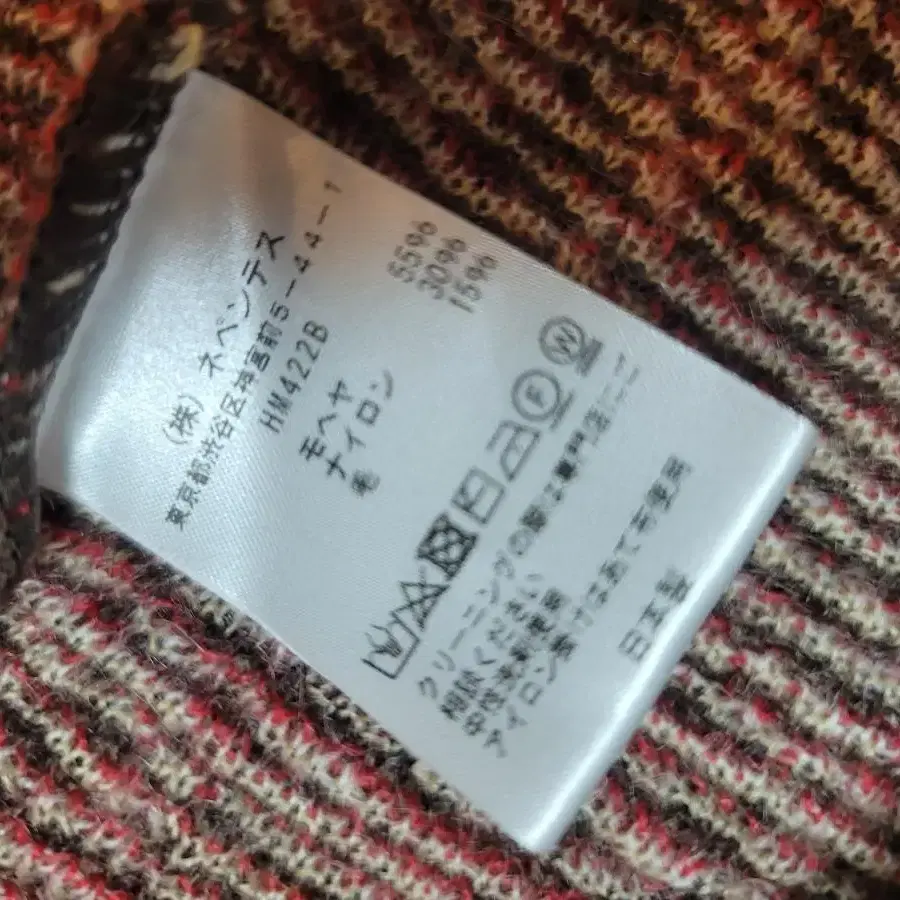 (株) ネペンテス
東京都渋谷区神宮前5-44-1
HM422B
モヘヤ 55%
ナイロン 30%
毛 15%
クリーニングの際は専門店に
相談ください
中性洗剤使用
アイロン掛けはあて布使用
日本製